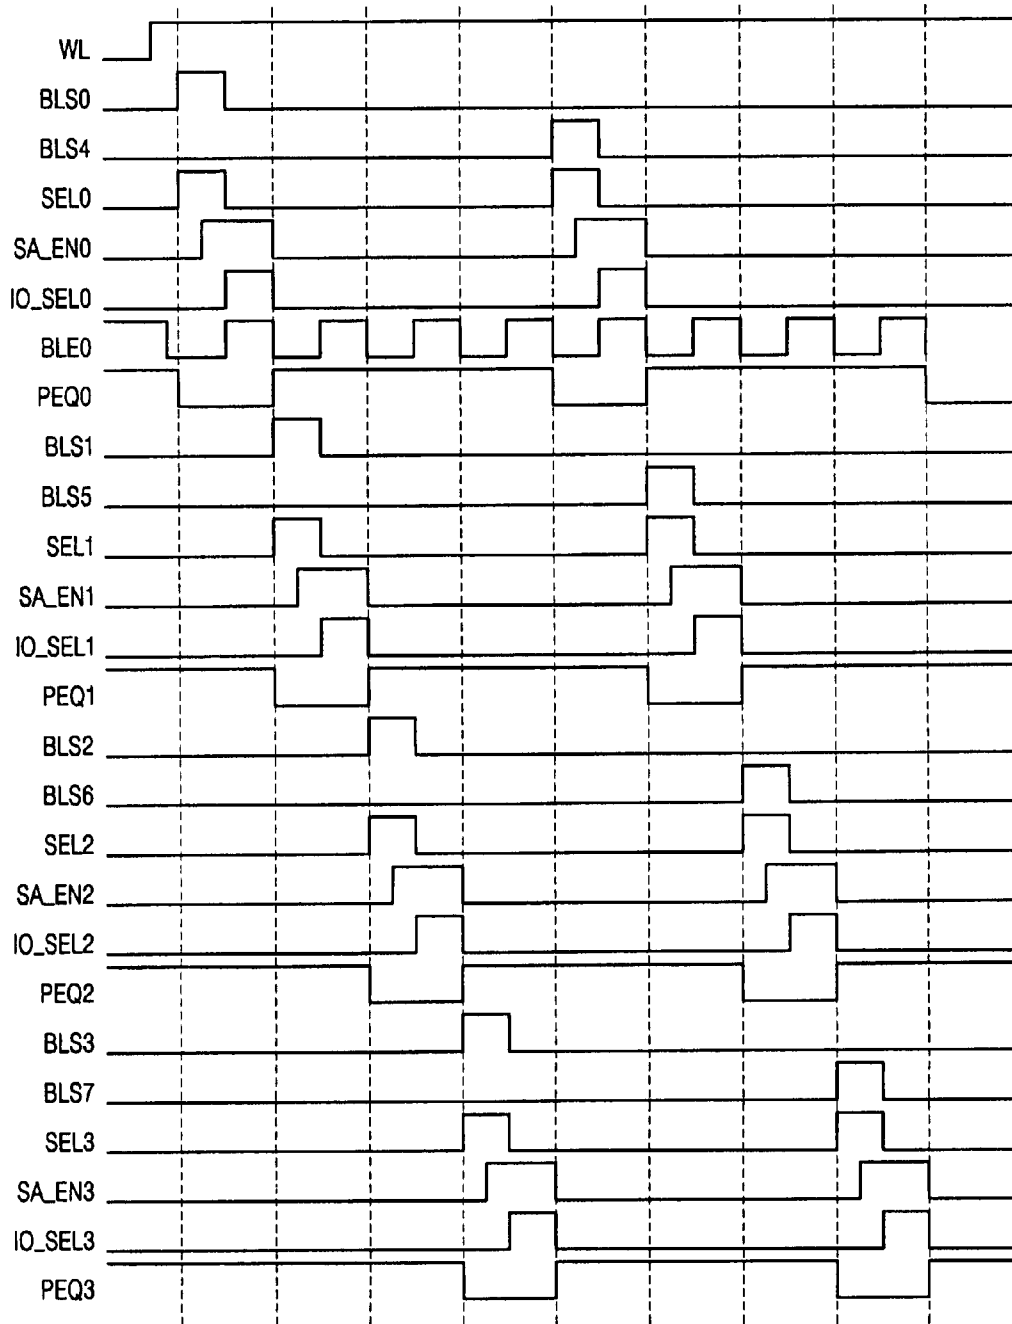 WL
BLS0
BLS4
SEL0
SA_EN0
IO_SEL0
BLE0
PEQ0
BLS1
BLS5
SEL1
SA_EN1
IO_SEL1
PEQ1
BLS2
BLS6
SEL2
SA_EN2
IO_SEL2
PEQ2
BLS3
BLS7
SEL3
SA_EN3
IO_SEL3
PEQ3